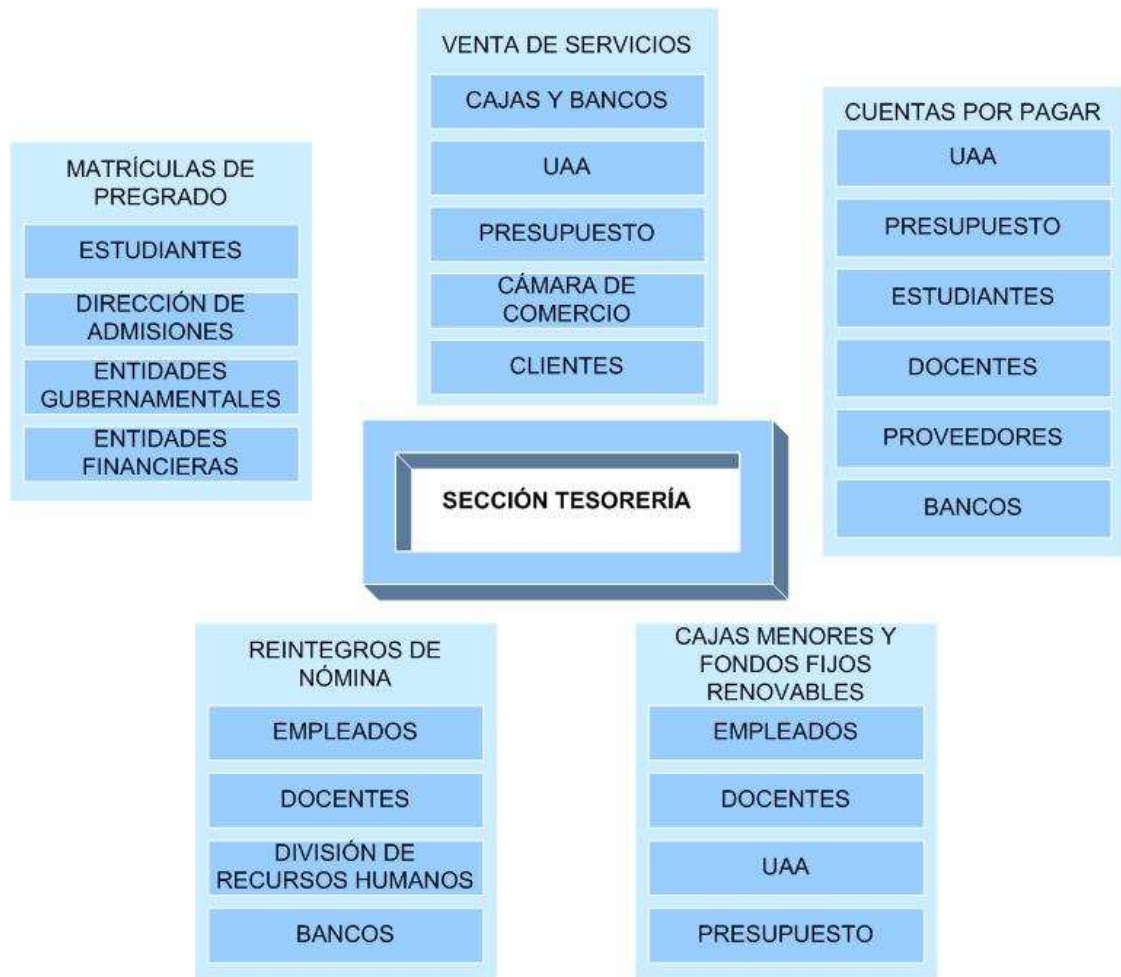 MATRÍCULAS DE
PREGRADO
ESTUDIANTES
DIRECCIÓN DE
ADMISIONES
ENTIDADES
GUBERNAMENTALES
ENTIDADES
FINANCIERAS
VENTA DE SERVICIOS
CAJAS Y BANCOS
UAA
PRESUPUESTO
CÁMARA DE
COMERCIO
CLIENTES
CUENTAS POR PAGAR
UAA
PRESUPUESTO
ESTUDIANTES
DOCENTES
PROVEEDORES
BANCOS
SECCIÓN TESORERÍA
REINTEGROS DE
NÓMINA
EMPLEADOS
DOCENTES
DIVISIÓN DE
RECURSOS HUMANOS
BANCOS
CAJAS MENORES Y
FONDOS FIJOS
RENOVABLES
EMPLEADOS
DOCENTES
UAA
PRESUPUESTO